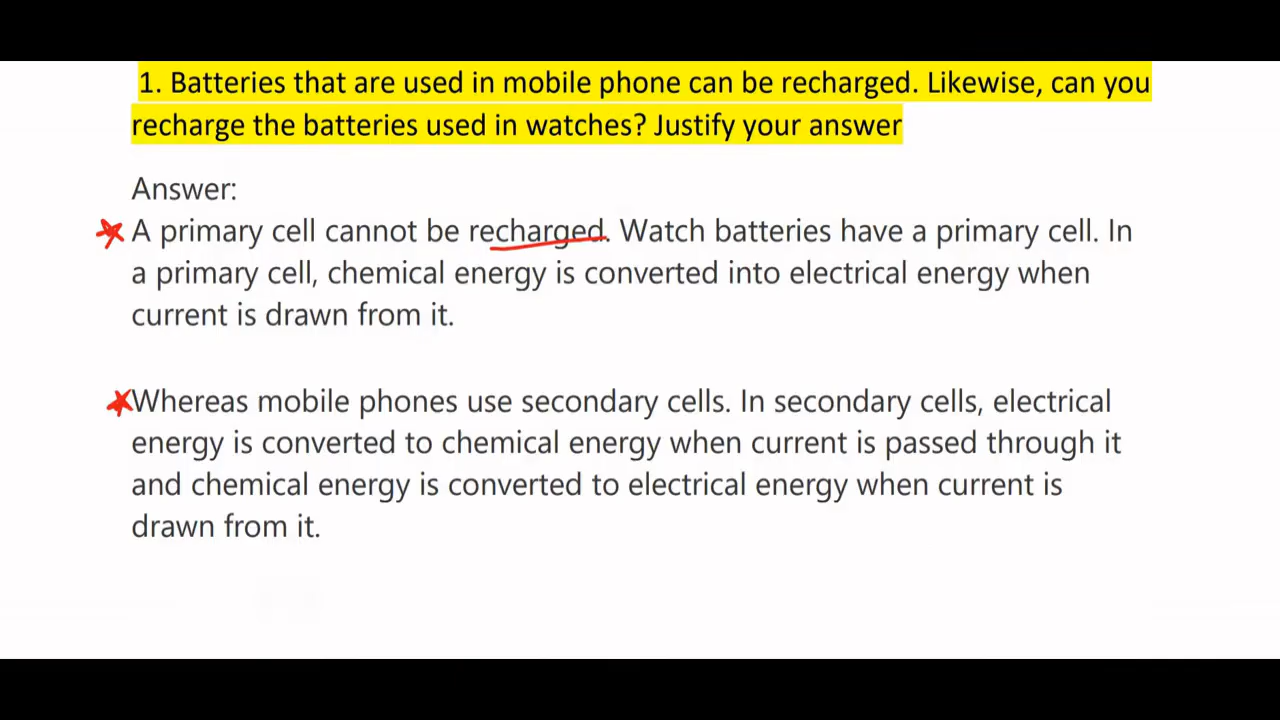 1. Batteries that are used in mobile phone can be recharged. Likewise, can you
recharge the batteries used in watches? Justify your answer
Answer:
A primary cell cannot be recharged. Watch batteries have a primary cell. In
a primary cell, chemical energy is converted into electrical energy when
current is drawn from it.
Whereas mobile phones use secondary cells. In secondary cells, electrical
energy is converted to chemical energy when current is passed through it
and chemical energy is converted to electrical energy when current is
drawn from it.